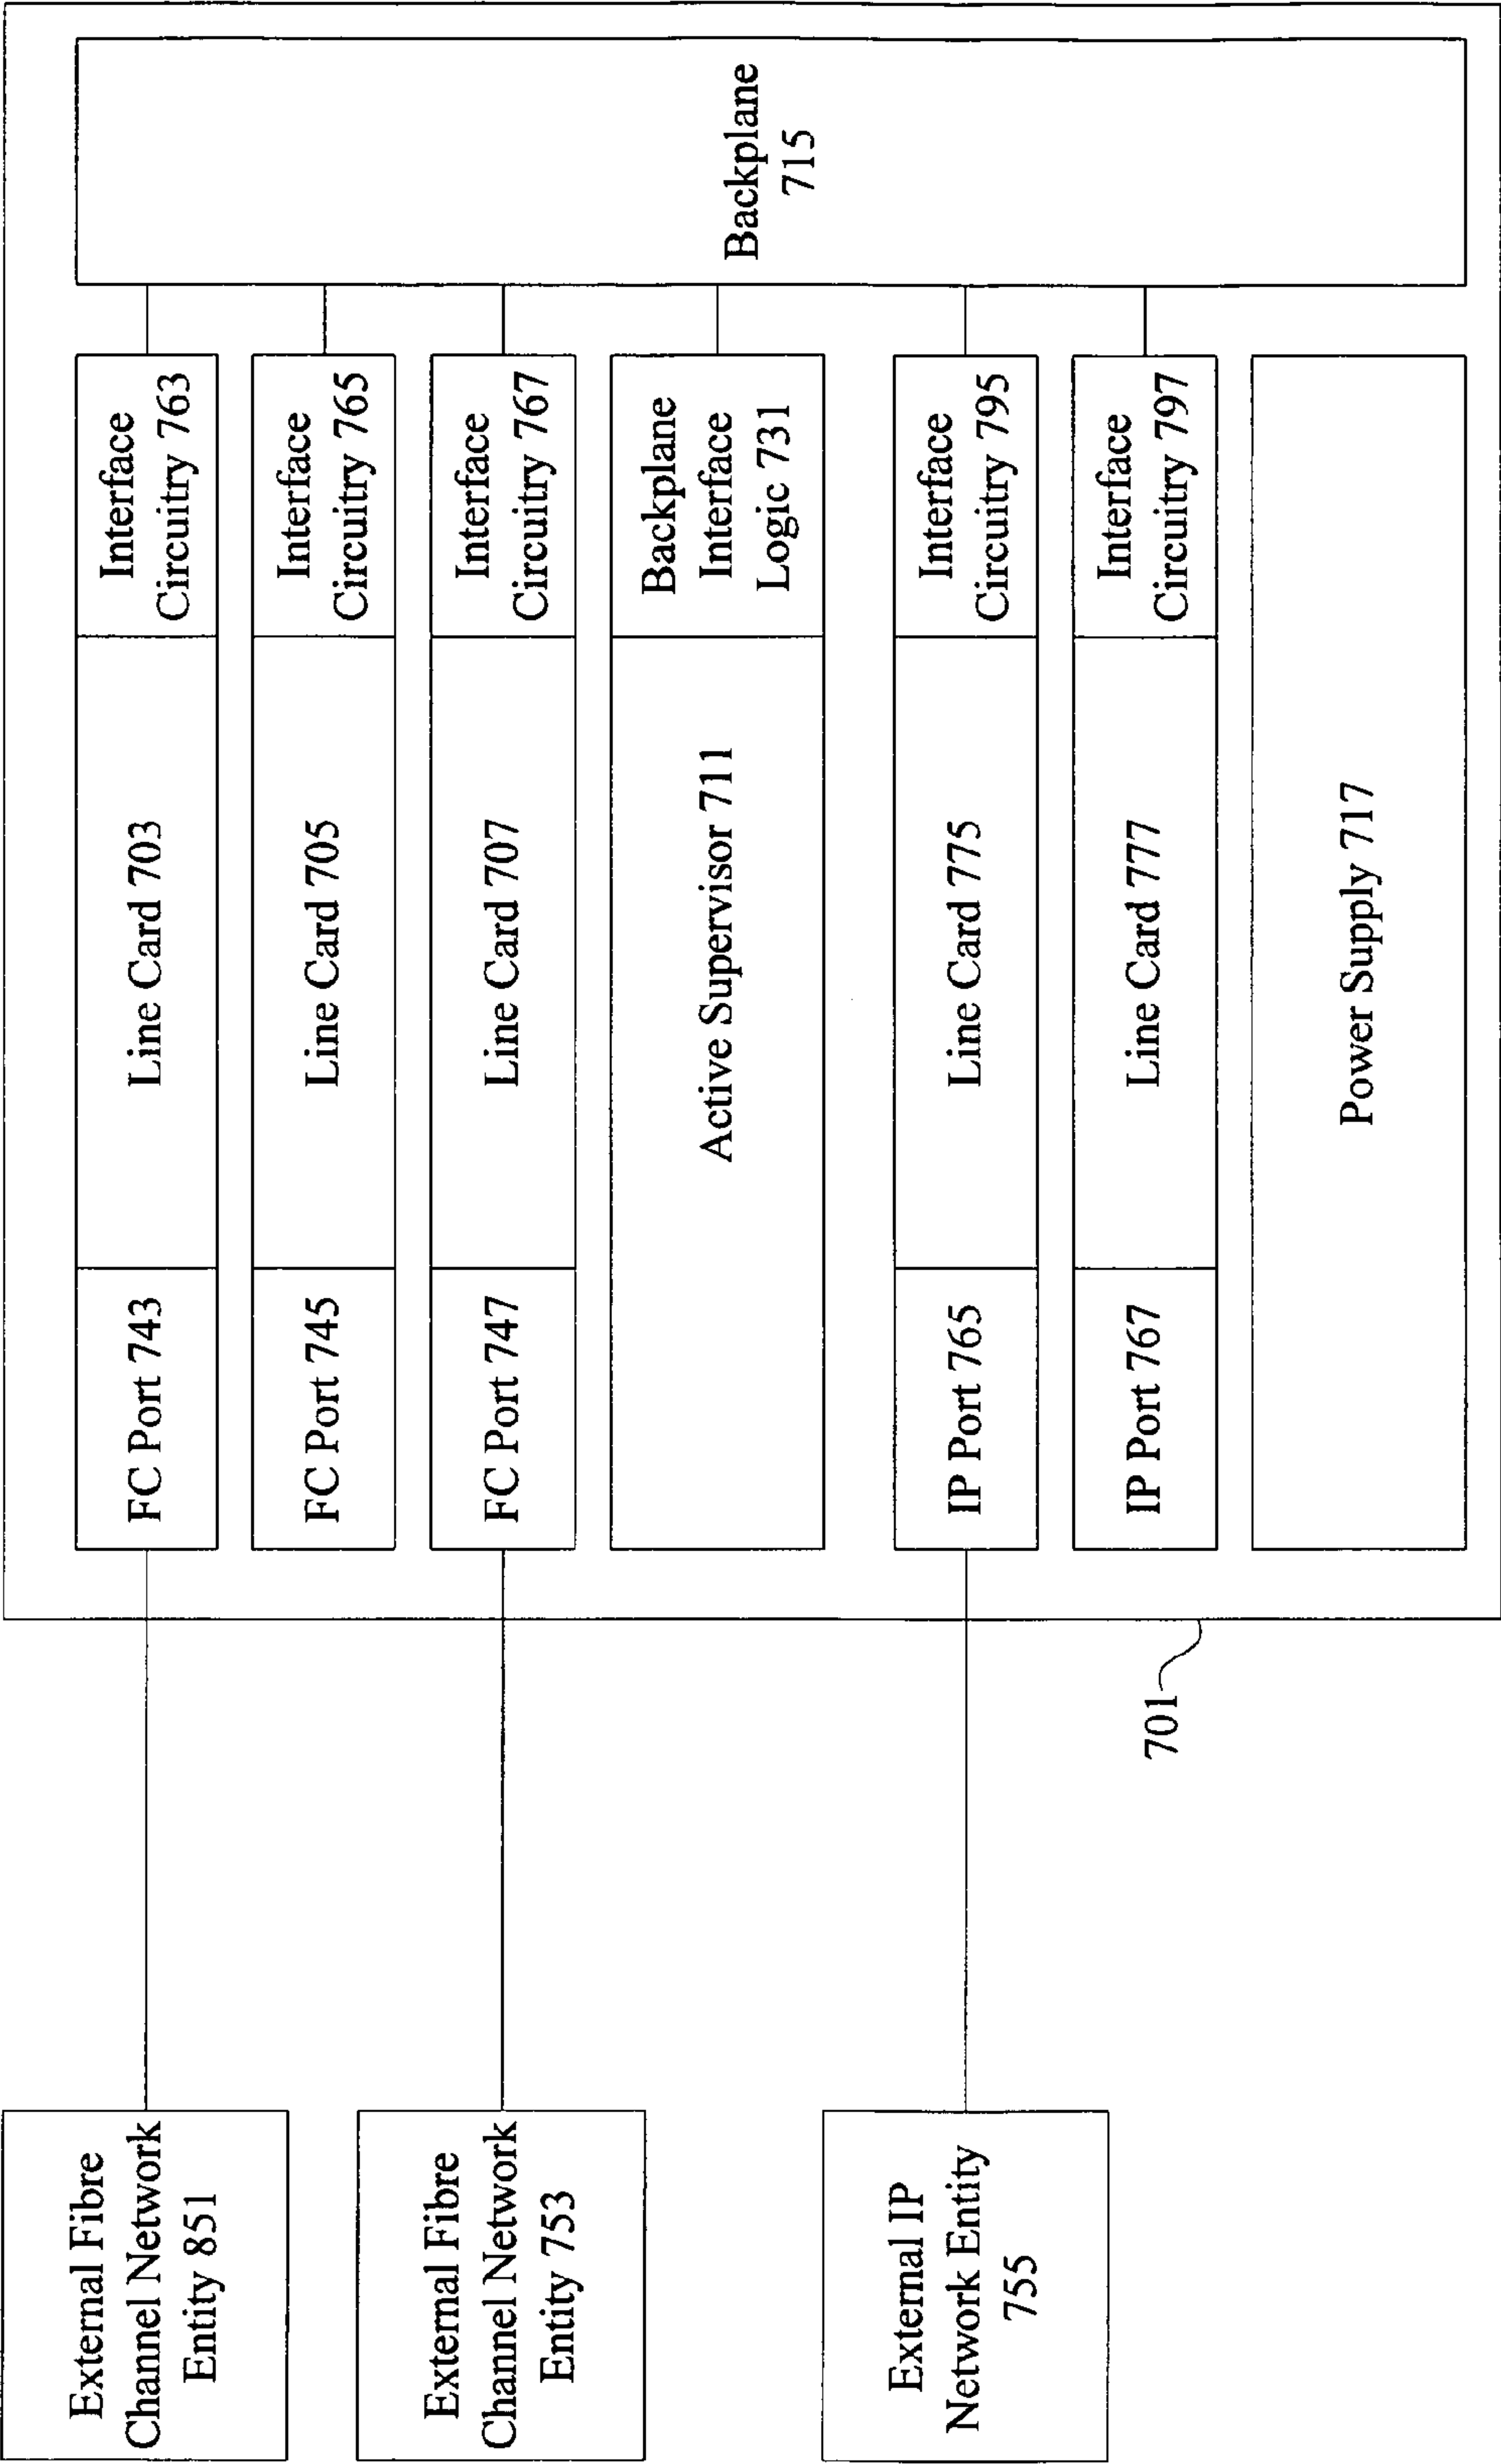 External Fibre
Channel Network
Entity 851
External Fibre
Channel Network
Entity 753
External IP
Network Entity
755
701
FC Port 743
Line Card 703
Interface
Circuitry 763
FC Port 745
Line Card 705
Interface
Circuitry 765
FC Port 747
Line Card 707
Interface
Circuitry 767
Active Supervisor 711
Backplane
Interface
Logic 731
IP Port 765
Line Card 775
Interface
Circuitry 795
IP Port 767
Line Card 777
Interface
Circuitry 797
Power Supply 717
Backplane
715